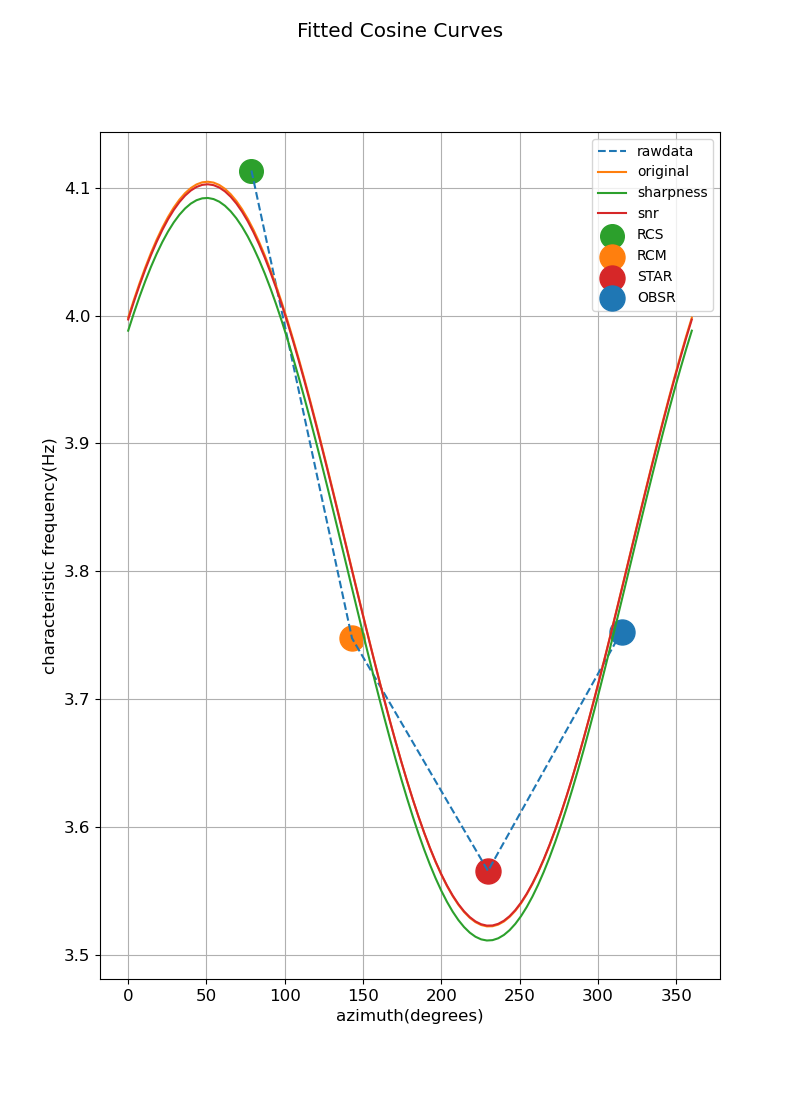 Fitted Cosine Curves
rawdata
original
sharpness
snr
RCS
RCM
STAR
OBSR
characteristic frequency(Hz)
4.1
4.0
3.9
3.8
3.7
3.6
3.5
0 50 100 150 200 250 300 350
azimuth(degrees)